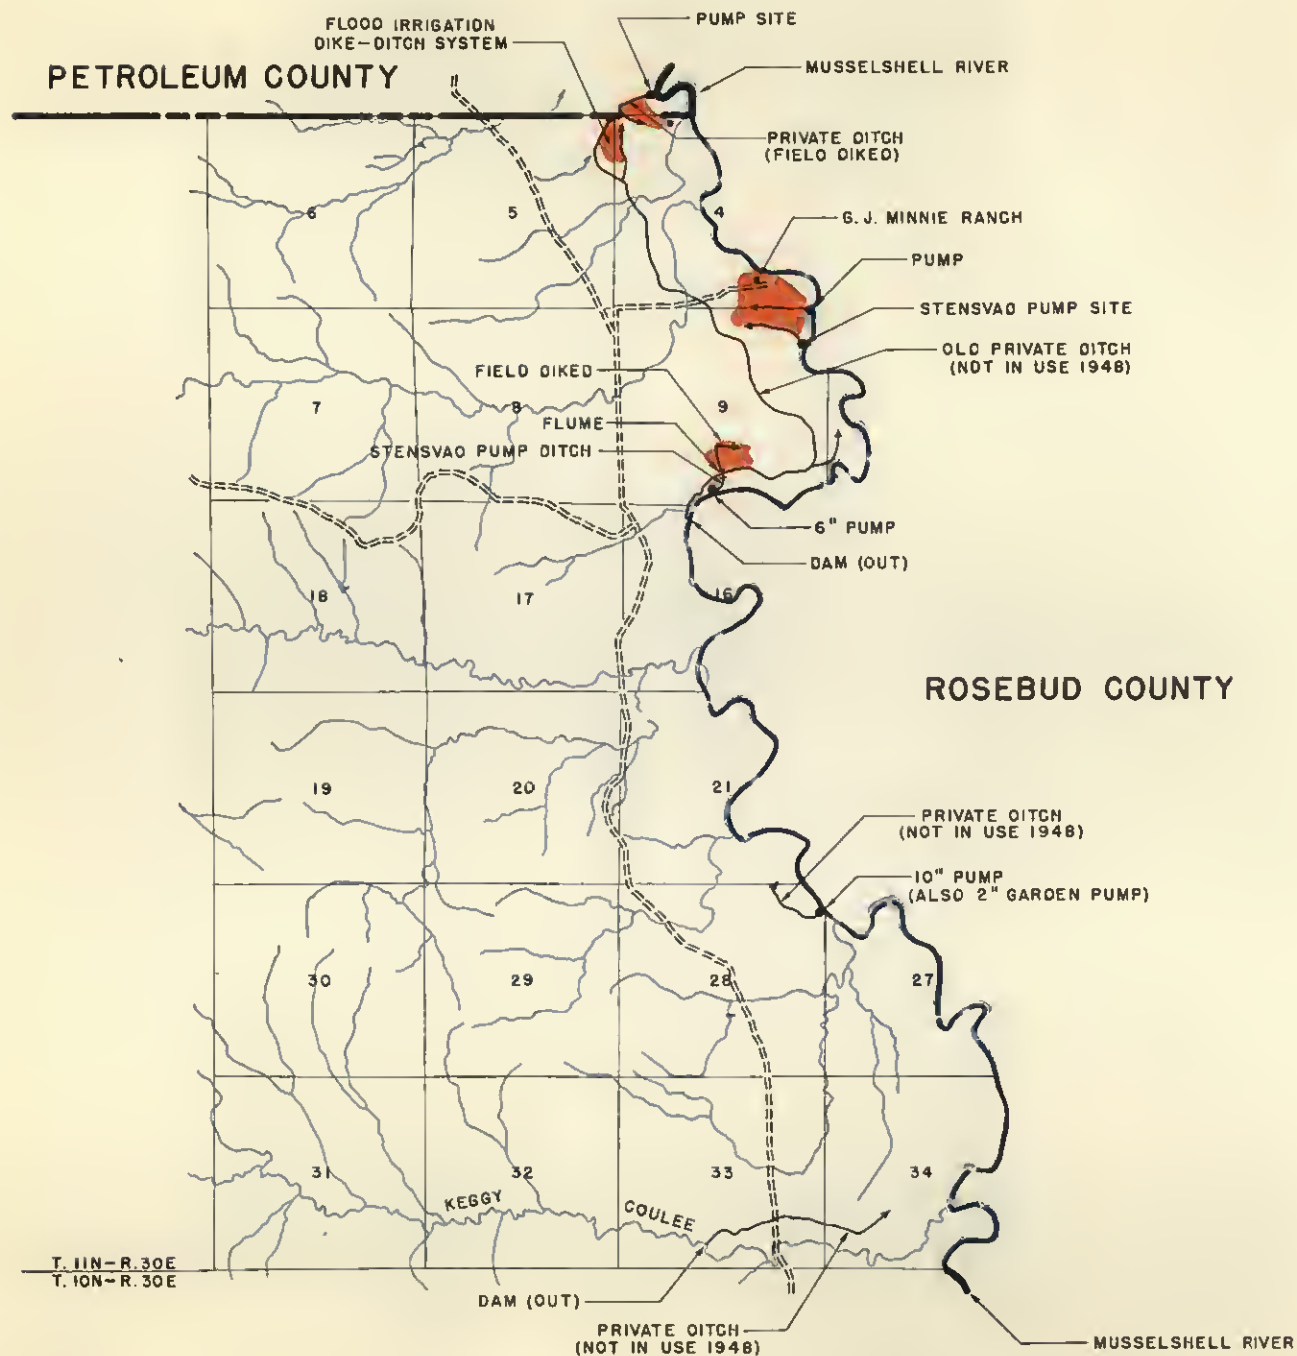 FLOOD IRRIGATION
DIKE-DITCH SYSTEM
PUMP SITE
PETROLEUM COUNTY
MUSSELSHELL RIVER
PRIVATE DITCH
(FIELD DIKED)
6
5
4
G. J. MINNIE RANCH
PUMP
STENSVAD PUMP SITE
OLD PRIVATE DITCH
(NOT IN USE 1948)
FIELD DIKED
7
8
9
FLUME
STENSVAD PUMP DITCH
6" PUMP
DAM (OUT)
18
17
16
ROSEBUD COUNTY
19
20
21
PRIVATE DITCH
(NOT IN USE 1948)
10" PUMP
(ALSO 2" GARDEN PUMP)
30
29
28
27
31
32
33
34
KEGGY COULEE
T. 11N-R. 30E
T. 10N-R. 30E
DAM (OUT)
PRIVATE DITCH
(NOT IN USE 1948)
MUSSELSHELL RIVER